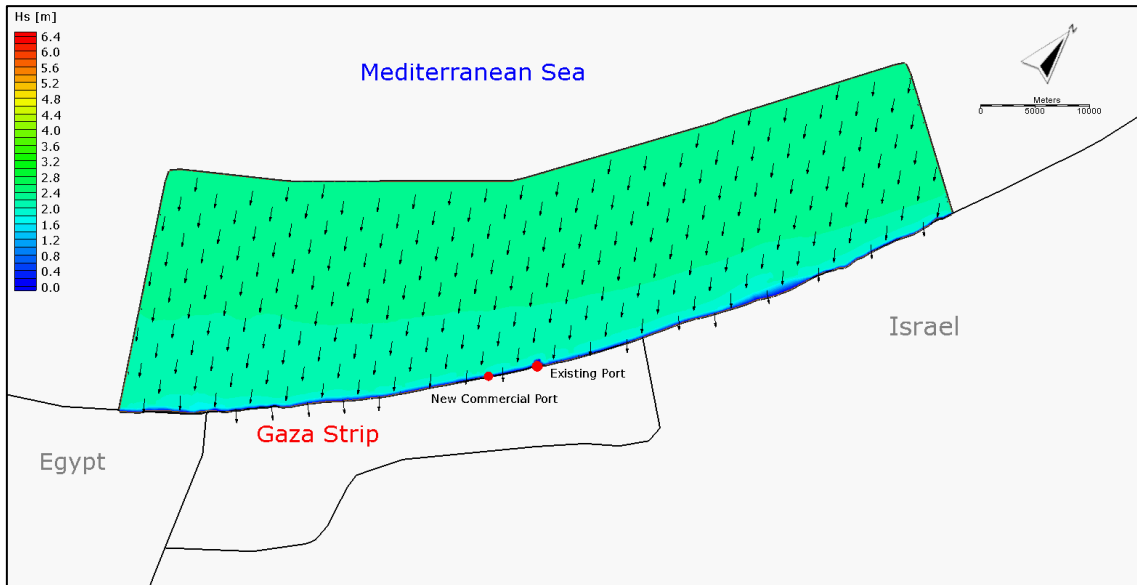 Hs [m]
6.4
6.0
5.6
5.2
4.8
4.4
4.0
3.6
3.2
2.8
2.4
2.0
1.6
1.2
0.8
0.4
0.0
Mediterranean Sea
N
Meters
0 5000 10000
Israel
Existing Port
New Commercial Port
Gaza Strip
Egypt